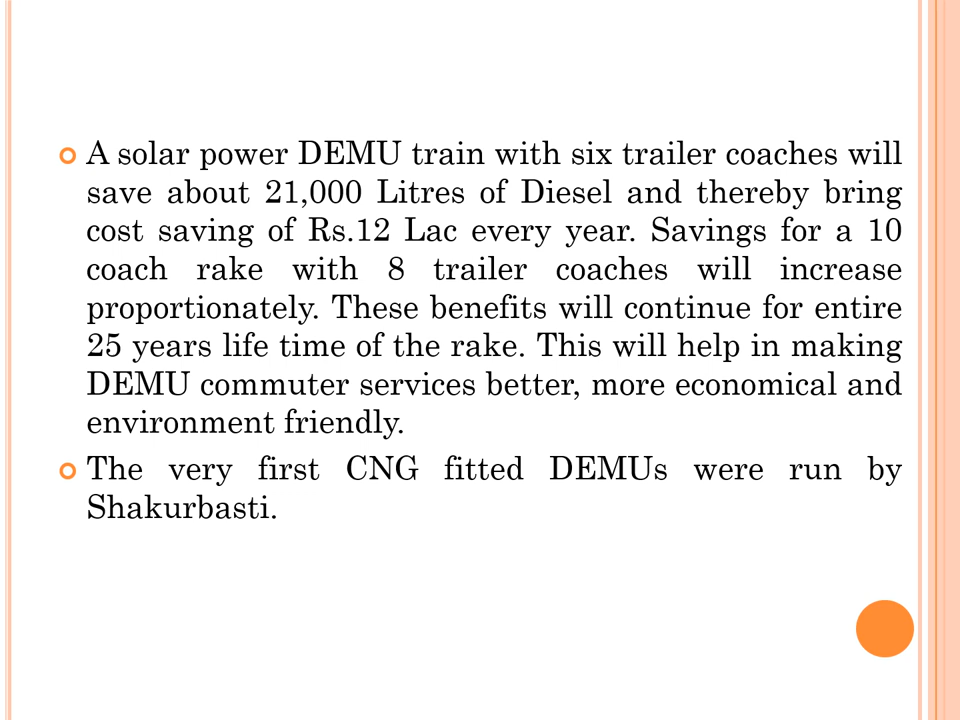 A solar power DEMU train with six trailer coaches will
save about 21,000 Litres of Diesel and thereby bring
cost saving of Rs.12 Lac every year. Savings for a 10
coach rake with 8 trailer coaches will increase
proportionately. These benefits will continue for entire
25 years life time of the rake. This will help in making
DEMU commuter services better, more economical and
environment friendly.
The very first CNG fitted DEMUs were run by
Shakurbasti.